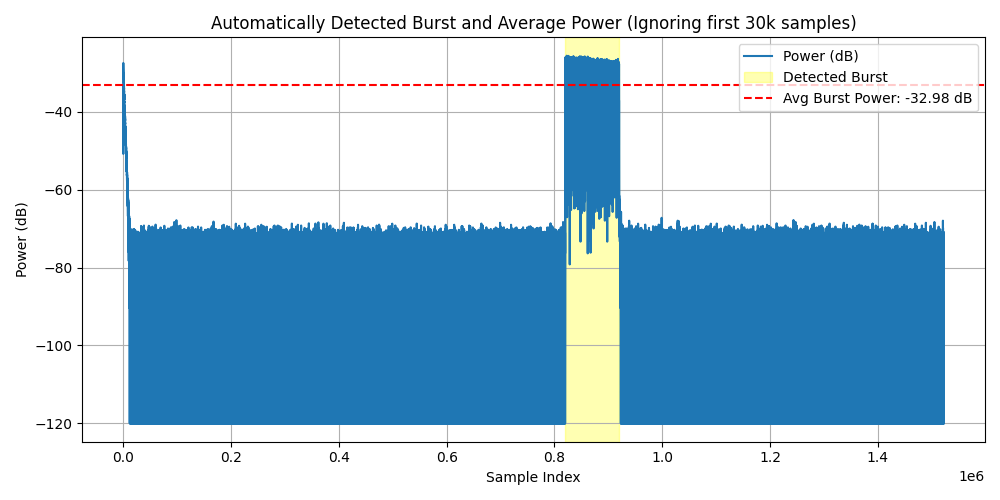 Automatically Detected Burst and Average Power (Ignoring first 30k samples)
Power (dB)
Detected Burst
Avg Burst Power: -32.98 dB
Power (dB)
−40
−60
−80
−100
−120
0.0 0.2 0.4 0.6 0.8 1.0 1.2 1.4
1e6
Sample Index